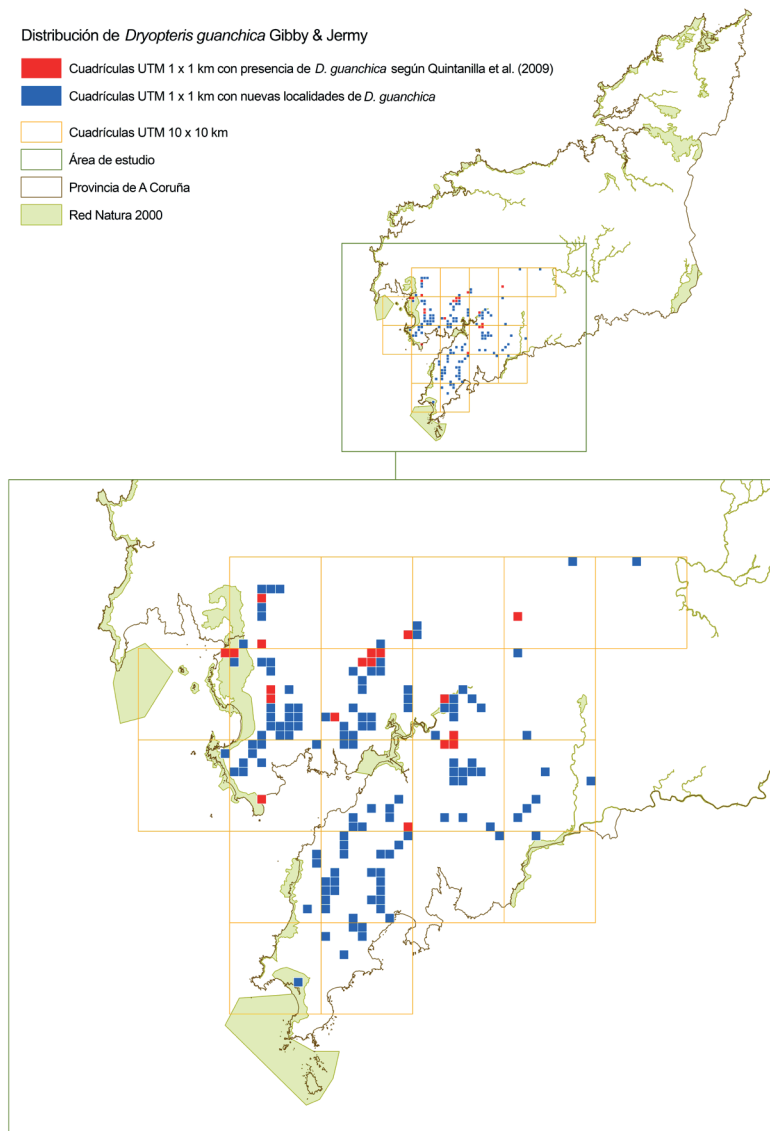 Distribución de Dryopteris guanchica Gibby & Jermy
Cuadrículas UTM 1 x 1 km con presencia de D. guanchica según Quintanilla et al. (2009)
Cuadrículas UTM 1 x 1 km con nuevas localidades de D. guanchica
Cuadrículas UTM 10 x 10 km
Área de estudio
Provincia de A Coruña
Red Natura 2000